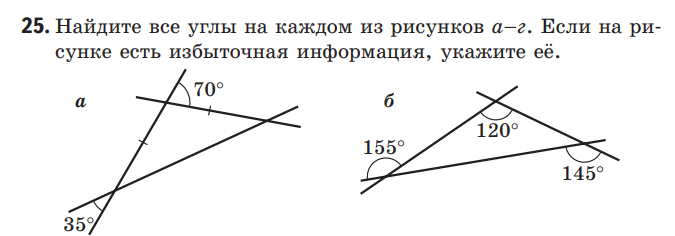 25. Найдите все углы на каждом из рисунков а–г. Если на ри-
сунке есть избыточная информация, укажите её.
а
70°
35°
б
120°
155°
145°